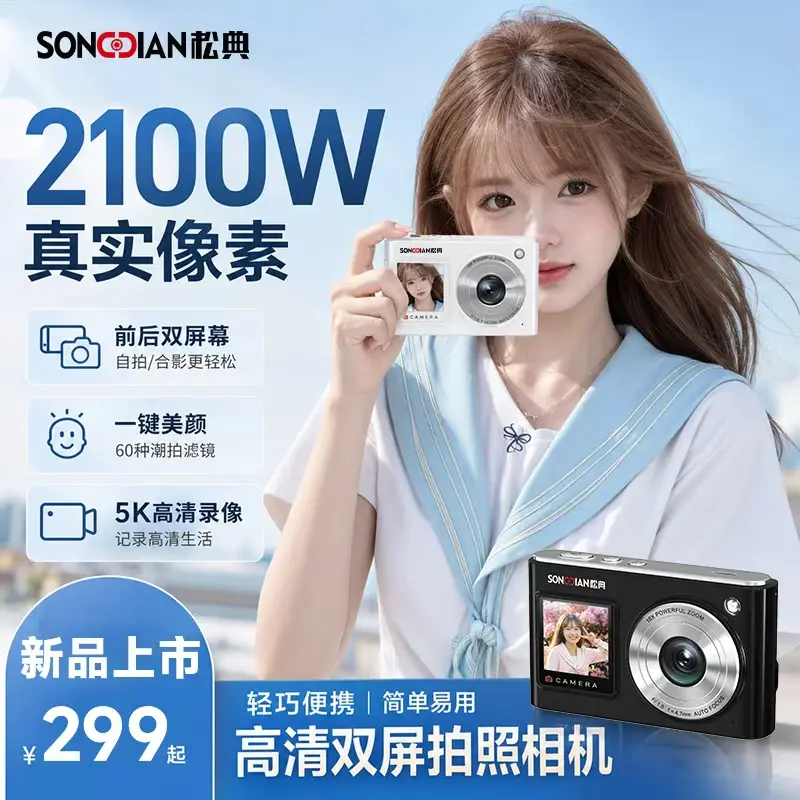 SONGDIAN松典
2100W
真实像素
前后双屏幕
自拍/合影更轻松
一键美颜
60种潮拍滤镜
5K高清录像
记录高清生活
SONGDIAN松典
CAMERA
新品上市
¥299起
轻巧便携｜简单易用
高清双屏拍照相机
SONGDIAN松典
16X POWERFUL ZOOM
CAMERA
AUTO FOCUS